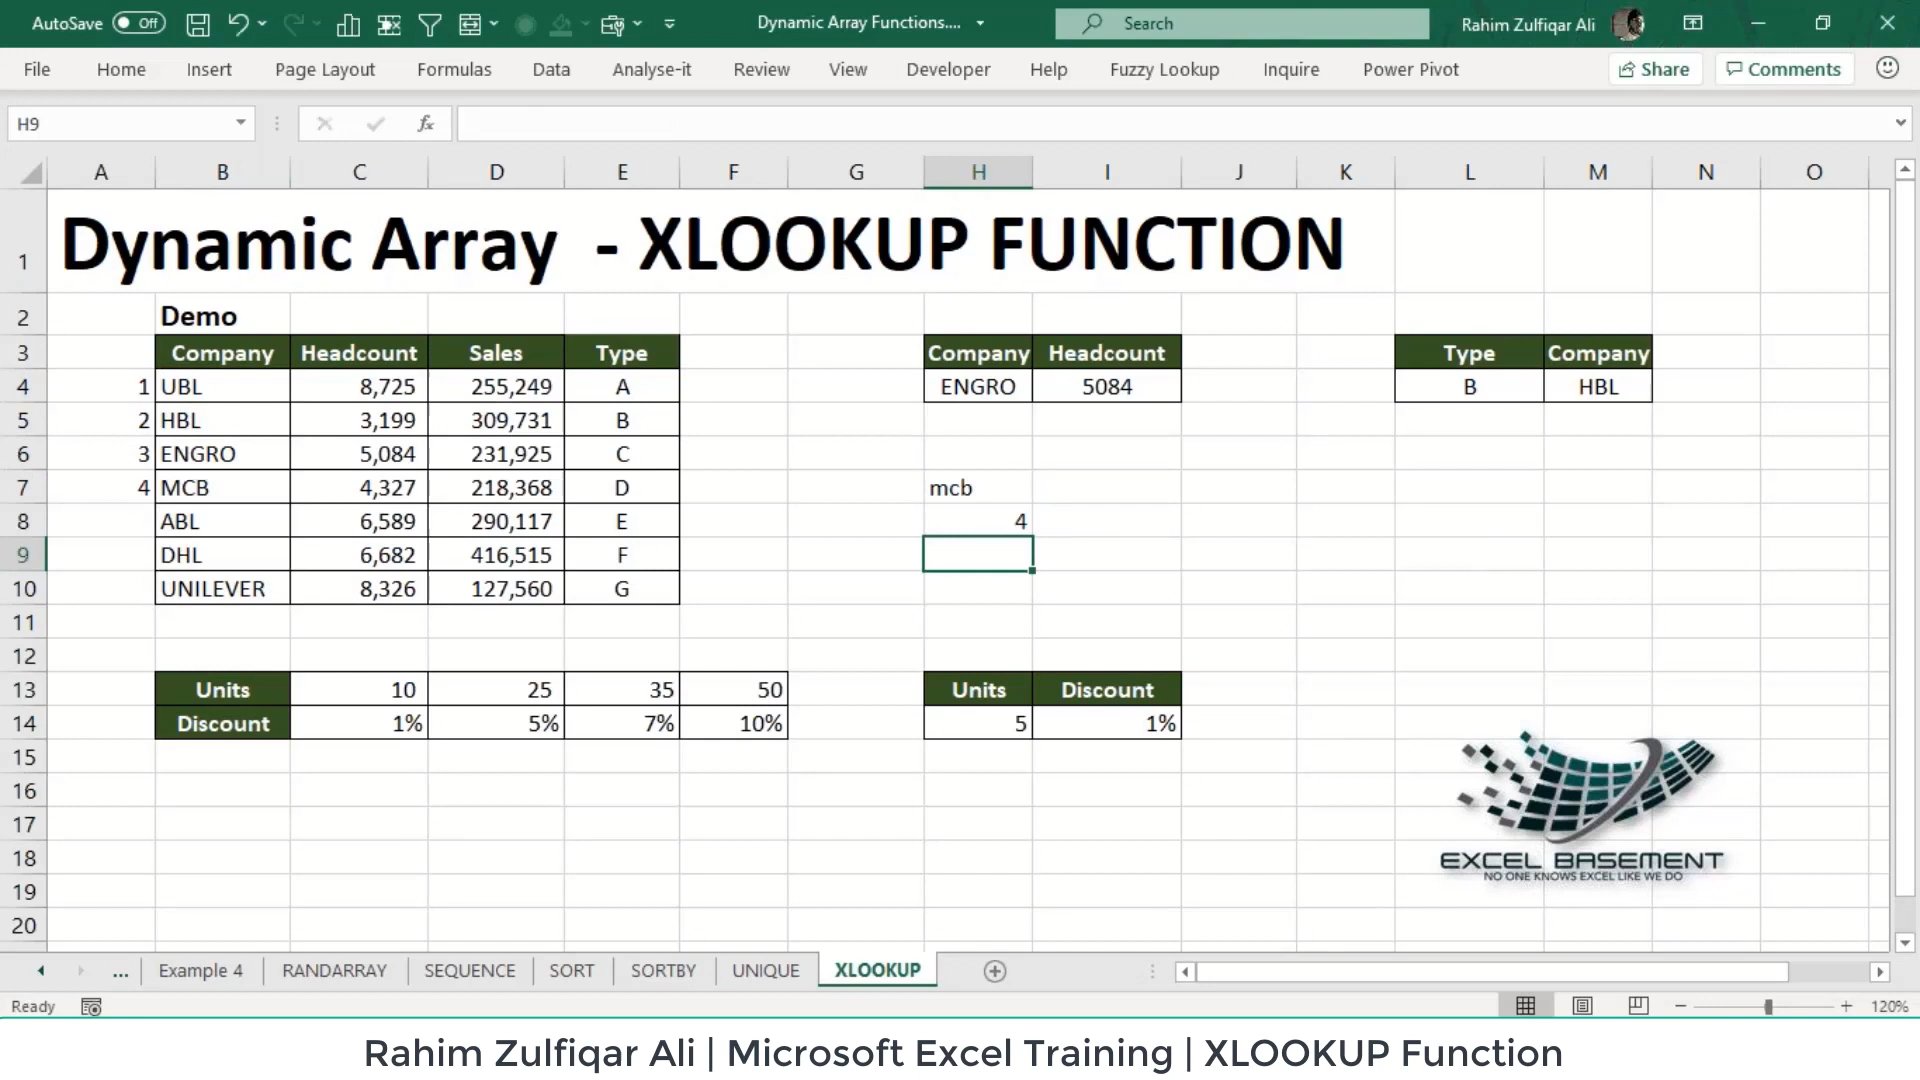 AutoSave Off Dynamic Array Functions.... Search Rahim Zulfiqar Ali
File Home Insert Page Layout Formulas Data Analyse-it Review View Developer Help Fuzzy Lookup Inquire Power Pivot Share Comments
H9 fx
A B C D E F G H I J K L M N O
1 Dynamic Array - XLOOKUP FUNCTION
2 Demo
3 Company Headcount Sales Type Company Headcount Type Company
4 1 UBL 8,725 255,249 A ENGRO 5084 B HBL
5 2 HBL 3,199 309,731 B
6 3 ENGRO 5,084 231,925 C
7 4 MCB 4,327 218,368 D mcb
8 ABL 6,589 290,117 E 4
9 DHL 6,682 416,515 F
10 UNILEVER 8,326 127,560 G
11
12
13 Units 10 25 35 50 Units Discount
14 Discount 1% 5% 7% 10% 5 1%
15
16
17
18
EXCEL BASEMENT
NO ONE KNOWS EXCEL LIKE WE DO
19
20
... Example 4 RANDARRAY SEQUENCE SORT SORTBY UNIQUE XLOOKUP
Ready 120%
Rahim Zulfiqar Ali | Microsoft Excel Training | XLOOKUP Function